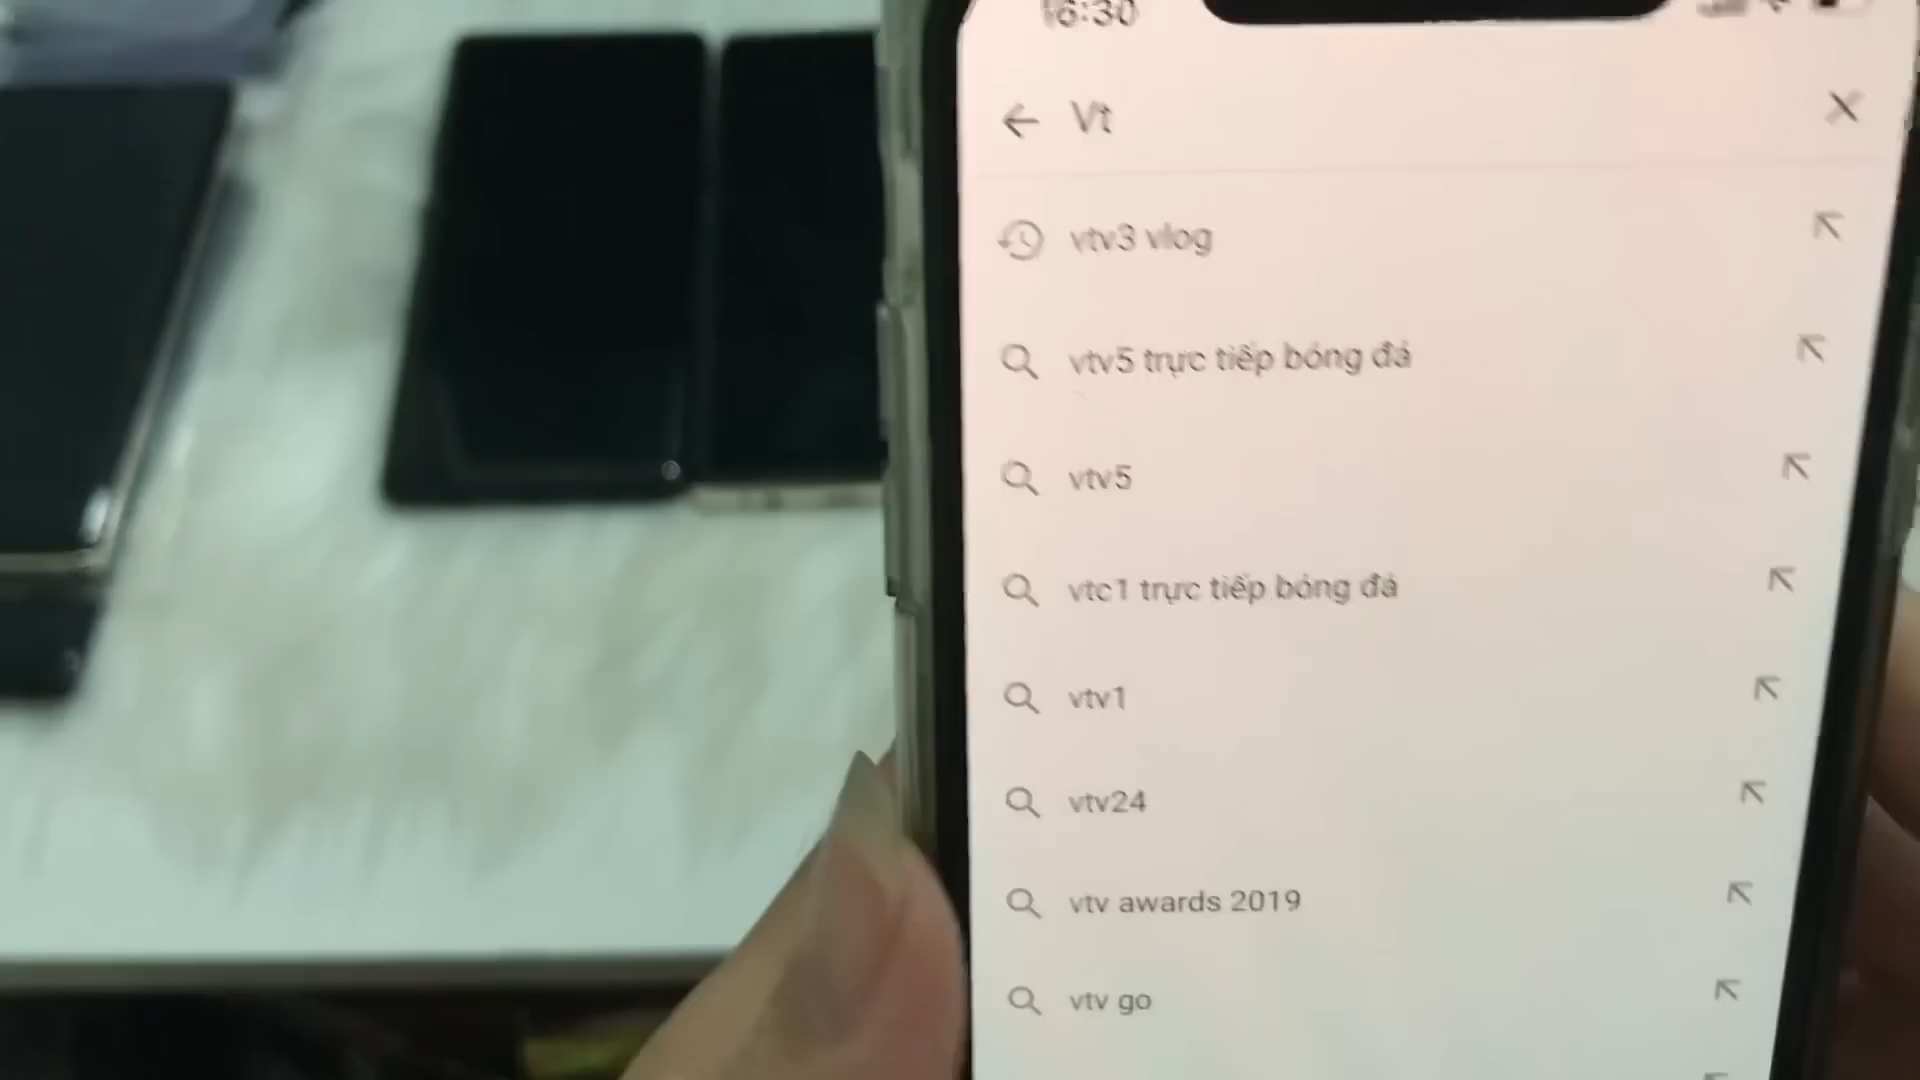 6:30
Vt
vtv3 vlog
vtv5 trực tiếp bóng đá
vtv5
vtc1 trực tiếp bóng đá
vtv1
vtv24
vtv awards 2019
vtv go